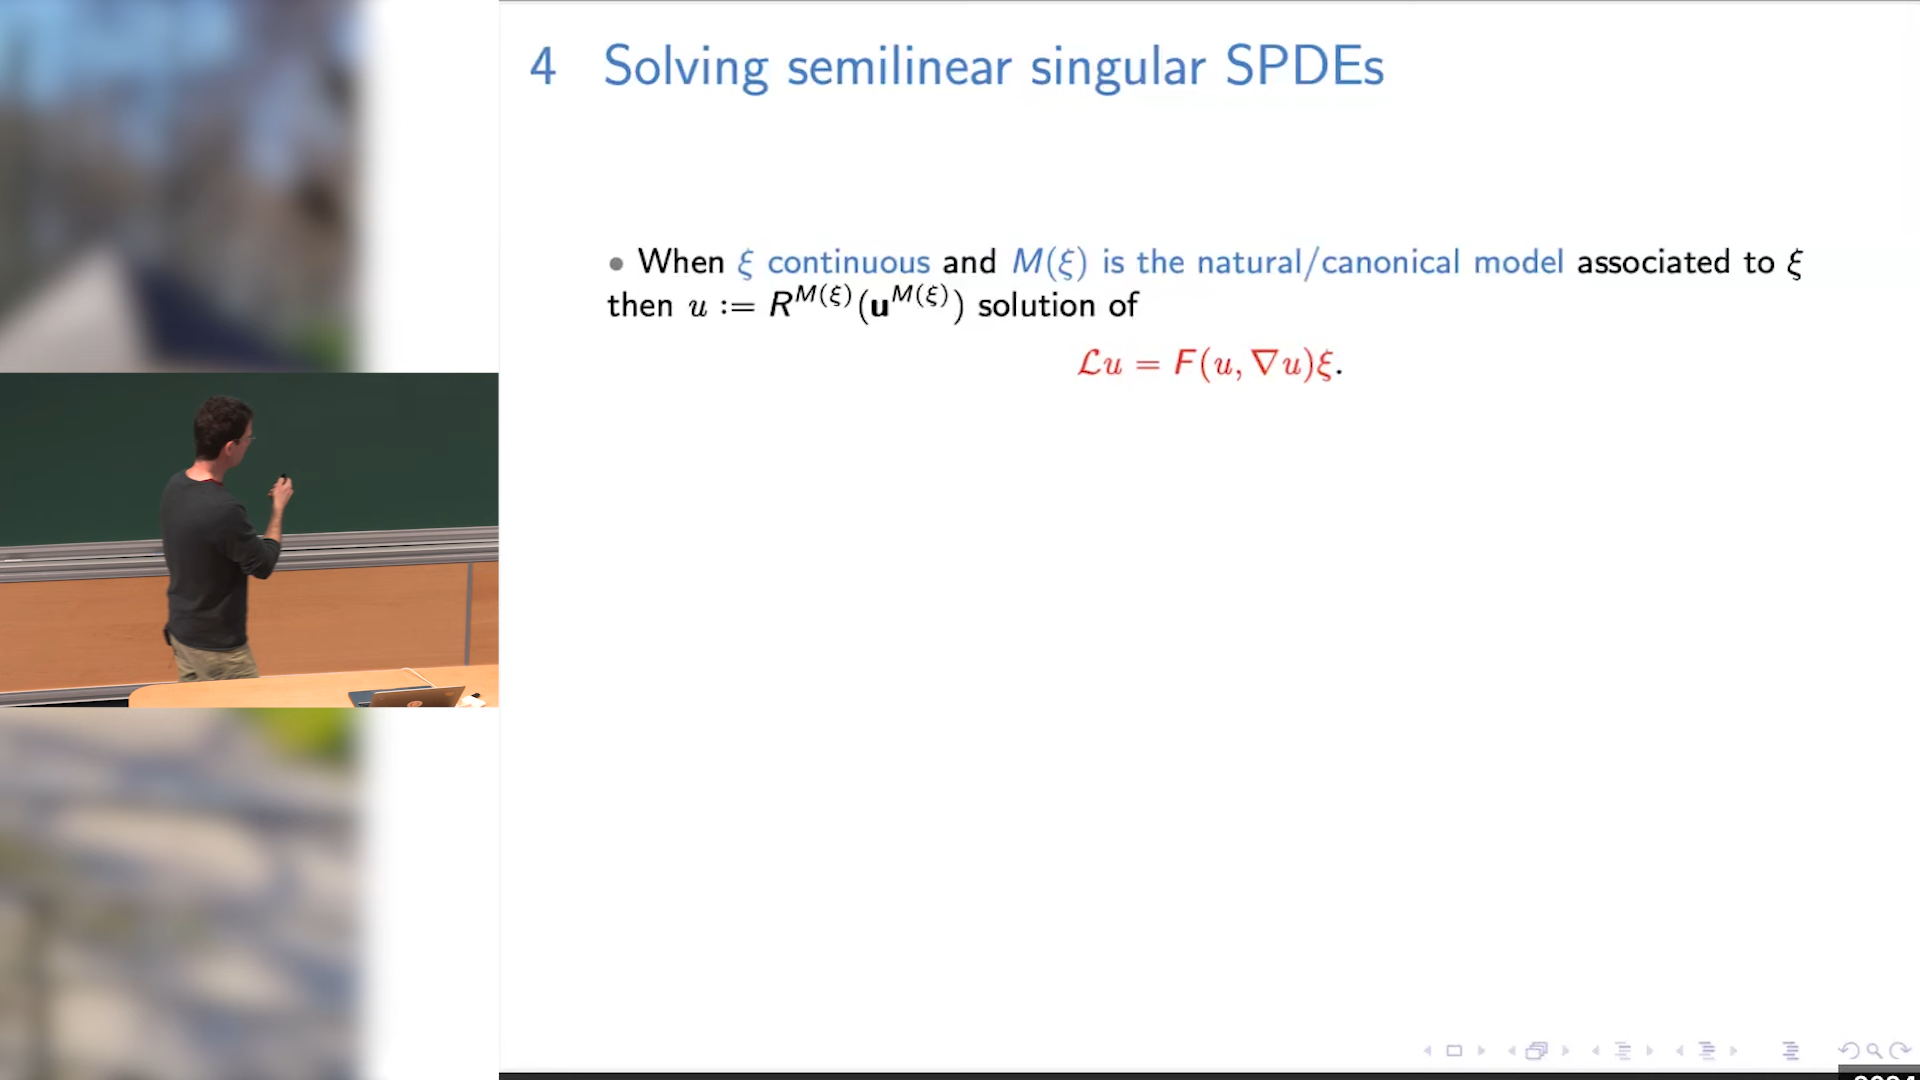 4 Solving semilinear singular SPDEs
• When ξ continuous and M(ξ) is the natural/canonical model associated to ξ
then u := R^{M(ξ)}(𝐮^{M(ξ)}) solution of
ℒu = F(u, ∇u)ξ.